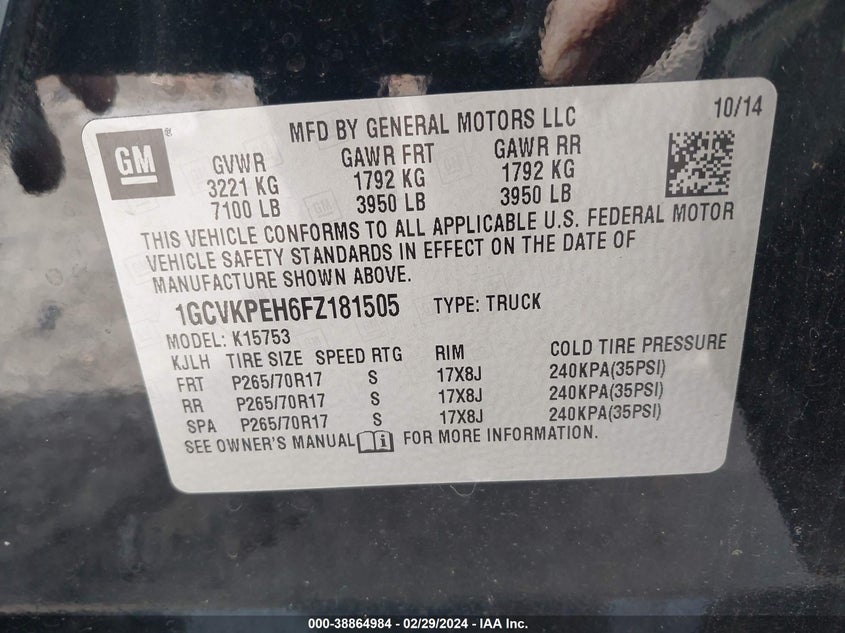 10/14
GM®
MFD BY GENERAL MOTORS LLC
GVWR GAWR FRT GAWR RR
3221 KG 1792 KG 1792 KG
7100 LB 3950 LB 3950 LB
THIS VEHICLE CONFORMS TO ALL APPLICABLE U.S. FEDERAL MOTOR
VEHICLE SAFETY STANDARDS IN EFFECT ON THE DATE OF
MANUFACTURE SHOWN ABOVE.
1GCVKPEH6FZ181505 TYPE: TRUCK
MODEL: K15753
KJLH TIRE SIZE SPEED RTG RIM COLD TIRE PRESSURE
FRT P265/70R17 S 17X8J 240KPA(35PSI)
RR P265/70R17 S 17X8J 240KPA(35PSI)
SPA P265/70R17 S 17X8J 240KPA(35PSI)
SEE OWNER'S MANUAL i FOR MORE INFORMATION.
000-38864984 / 02/29/2024 - IAA Inc.